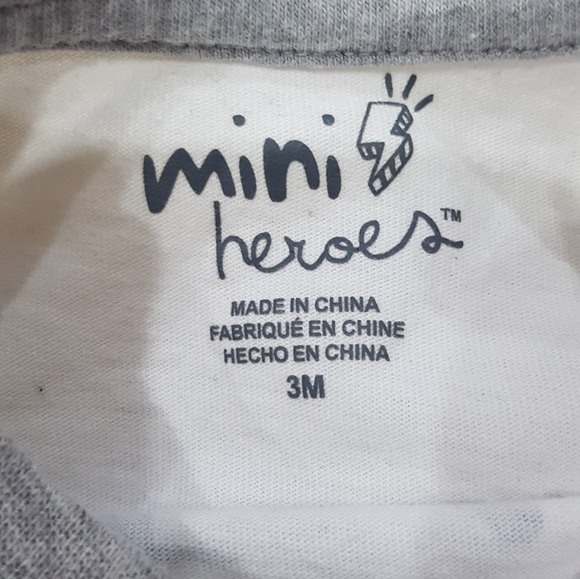 mini
heroes™
MADE IN CHINA
FABRIQUÉ EN CHINE
HECHO EN CHINA
3M